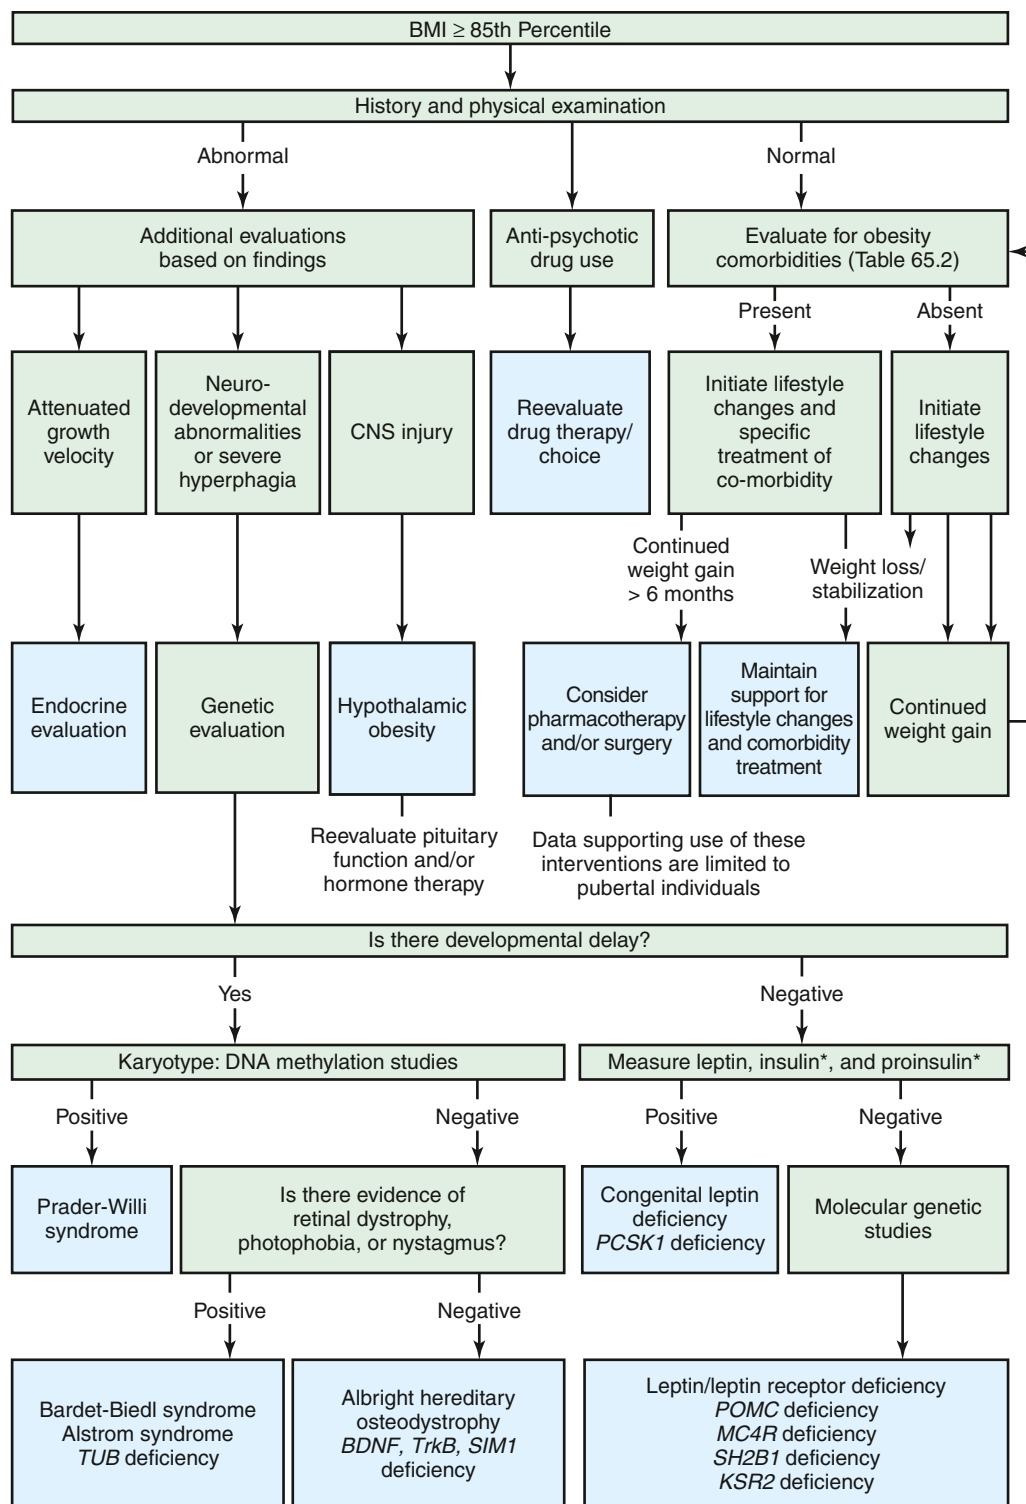 BMI ≥ 85th Percentile
History and physical examination
Abnormal
Normal
Additional evaluations
based on findings
Anti-psychotic
drug use
Evaluate for obesity
comorbidities (Table 65.2)
Present
Absent
Attenuated
growth
velocity
Neuro-
developmental
abnormalities
or severe
hyperphagia
CNS injury
Reevaluate
drug therapy/
choice
Initiate lifestyle
changes and
specific
treatment of
co-morbidity
Initiate
lifestyle
changes
Continued
weight gain
> 6 months
Weight loss/
stabilization
Endocrine
evaluation
Genetic
evaluation
Hypothalamic
obesity
Consider
pharmacotherapy
and/or surgery
Maintain
support for
lifestyle changes
and comorbidity
treatment
Continued
weight gain
Reevaluate pituitary
function and/or
hormone therapy
Data supporting use of these
interventions are limited to
pubertal individuals
Is there developmental delay?
Yes
Negative
Karyotype: DNA methylation studies
Measure leptin, insulin*, and proinsulin*
Positive
Negative
Positive
Negative
Prader-Willi
syndrome
Is there evidence of
retinal dystrophy,
photophobia, or nystagmus?
Congenital leptin
deficiency
PCSK1 deficiency
Molecular genetic
studies
Positive
Negative
Bardet-Biedl syndrome
Alstrom syndrome
TUB deficiency
Albright hereditary
osteodystrophy
BDNF, TrkB, SIM1
deficiency
Leptin/leptin receptor deficiency
POMC deficiency
MC4R deficiency
SH2B1 deficiency
KSR2 deficiency